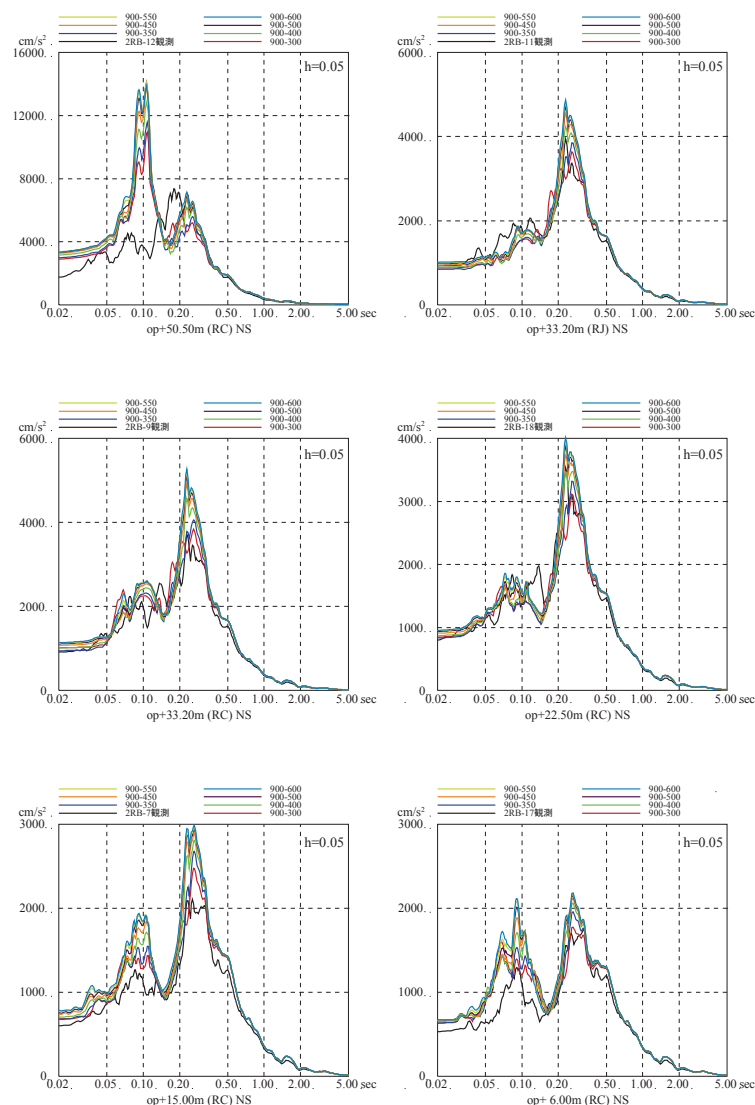 900-550 900-600
900-450 900-500
900-350 900-400
2RB-12観測 900-300
cm/s²
16000.
h=0.05
12000.
8000.
4000.
0.
0.02 0.05 0.10 0.20 0.50 1.00 2.00 5.00 sec
op+50.50m (RC) NS
900-550 900-600
900-450 900-500
900-350 900-400
2RB-11観測 900-300
cm/s²
6000.
h=0.05
4000.
2000.
0.
0.02 0.05 0.10 0.20 0.50 1.00 2.00 5.00 sec
op+33.20m (RJ) NS
900-550 900-600
900-450 900-500
900-350 900-400
2RB-9観測 900-300
cm/s²
6000.
h=0.05
4000.
2000.
0.
0.02 0.05 0.10 0.20 0.50 1.00 2.00 5.00 sec
op+33.20m (RC) NS
900-550 900-600
900-450 900-500
900-350 900-400
2RB-18観測 900-300
cm/s²
4000.
h=0.05
3000.
2000.
1000.
0.
0.02 0.05 0.10 0.20 0.50 1.00 2.00 5.00 sec
op+22.50m (RC) NS
900-550 900-600
900-450 900-500
900-350 900-400
2RB-7観測 900-300
cm/s²
3000.
h=0.05
2000.
1000.
0.
0.02 0.05 0.10 0.20 0.50 1.00 2.00 5.00 sec
op+15.00m (RC) NS
900-550 900-600
900-450 900-500
900-350 900-400
2RB-17観測 900-300
cm/s²
3000.
h=0.05
2000.
1000.
0.
0.02 0.05 0.10 0.20 0.50 1.00 2.00 5.00 sec
op+ 6.00m (RC) NS